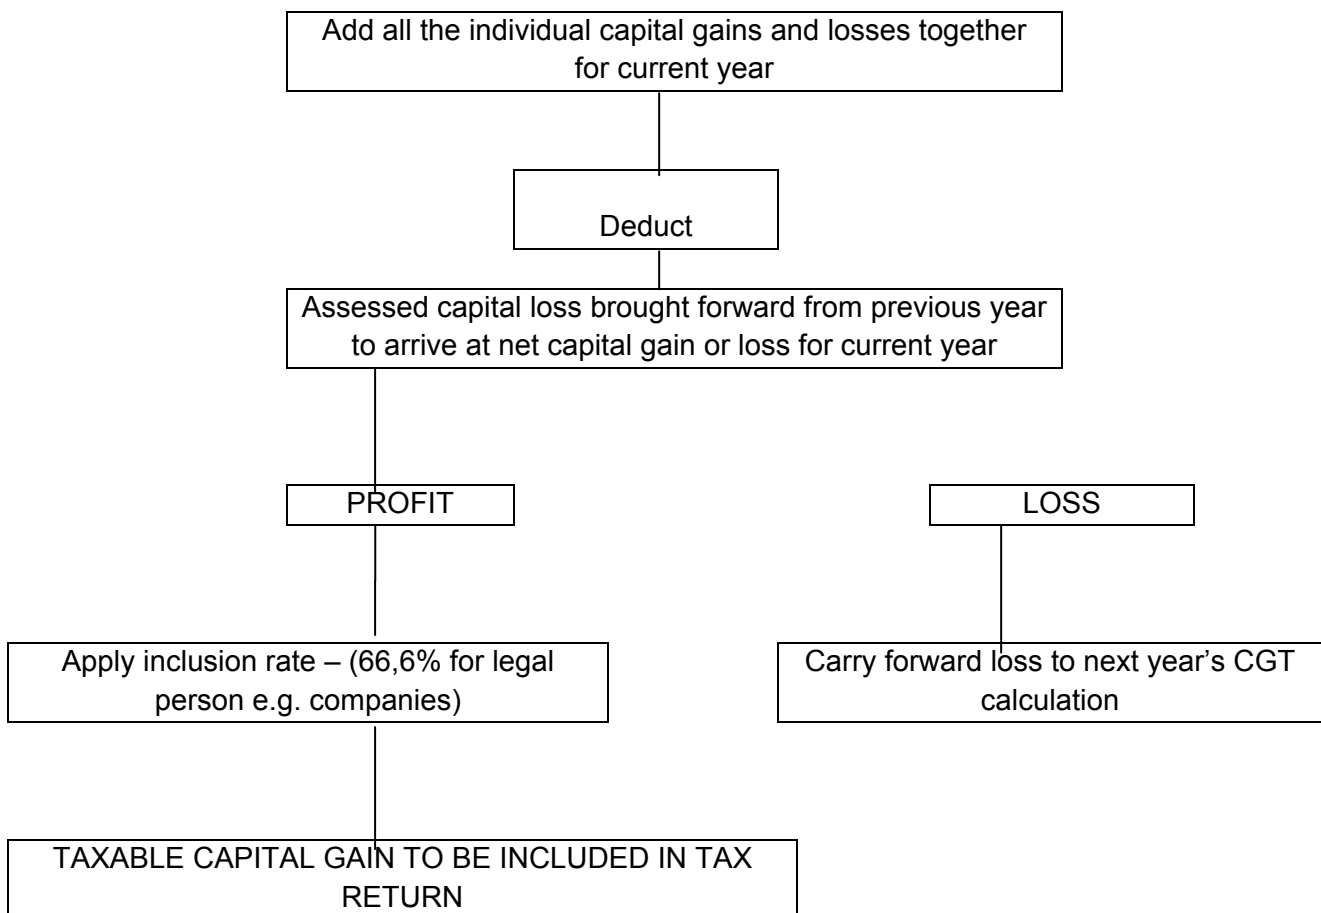 Add all the individual capital gains and losses together
for current year
Deduct
Assessed capital loss brought forward from previous year
to arrive at net capital gain or loss for current year
PROFIT
LOSS
Apply inclusion rate – (66,6% for legal
person e.g. companies)
Carry forward loss to next year’s CGT
calculation
TAXABLE CAPITAL GAIN TO BE INCLUDED IN TAX
RETURN